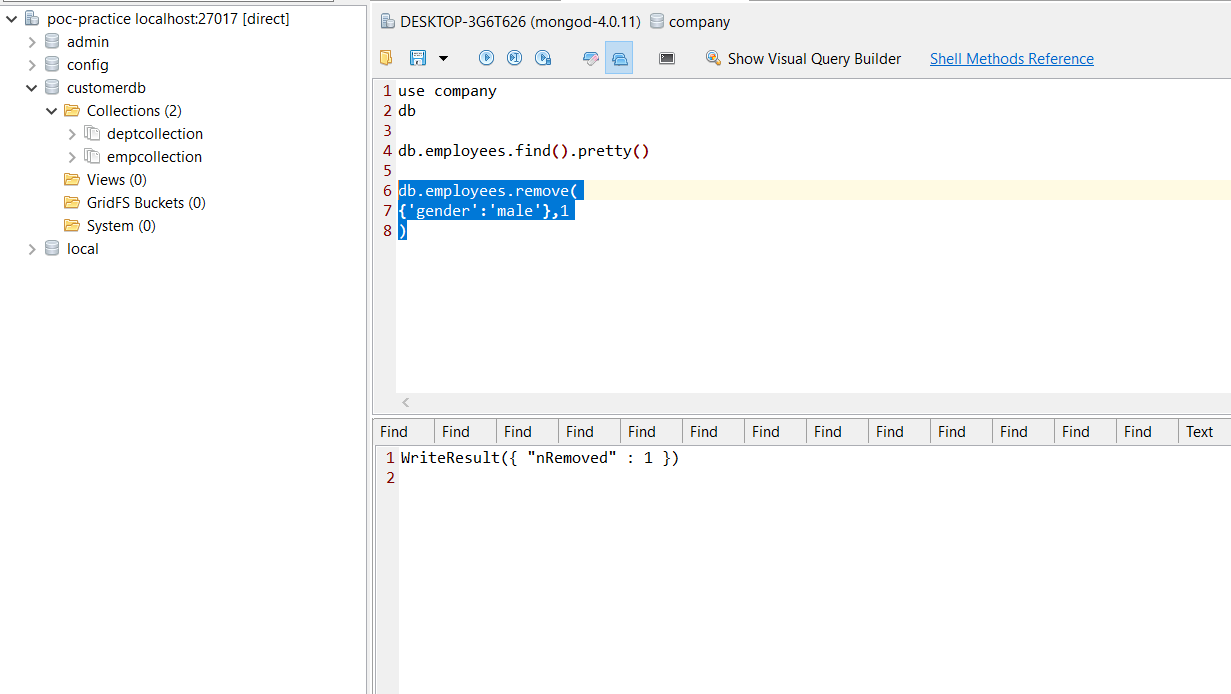 poc-practice localhost:27017 [direct]
admin
config
customerdb
Collections (2)
deptcollection
empcollection
Views (0)
GridFS Buckets (0)
System (0)
local
DESKTOP-3G6T626 (mongod-4.0.11) company
Show Visual Query Builder Shell Methods Reference
1 use company
2 db
3
4 db.employees.find().pretty()
5
6 db.employees.remove(
7 {'gender':'male'},1
8 )
Find Find Find Find Find Find Find Find Find Find Find Find Find Text
1 WriteResult({ "nRemoved" : 1 })
2